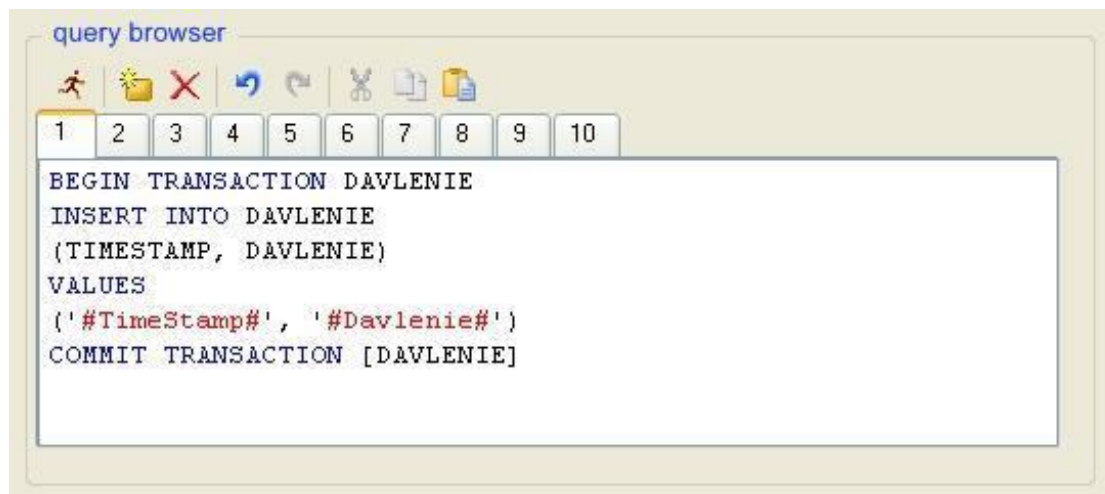 query browser
1 2 3 4 5 6 7 8 9 10
BEGIN TRANSACTION DAVLENIE
INSERT INTO DAVLENIE
(TIMESTAMP, DAVLENIE)
VALUES
('#TimeStamp#', '#Davlenie#')
COMMIT TRANSACTION [DAVLENIE]